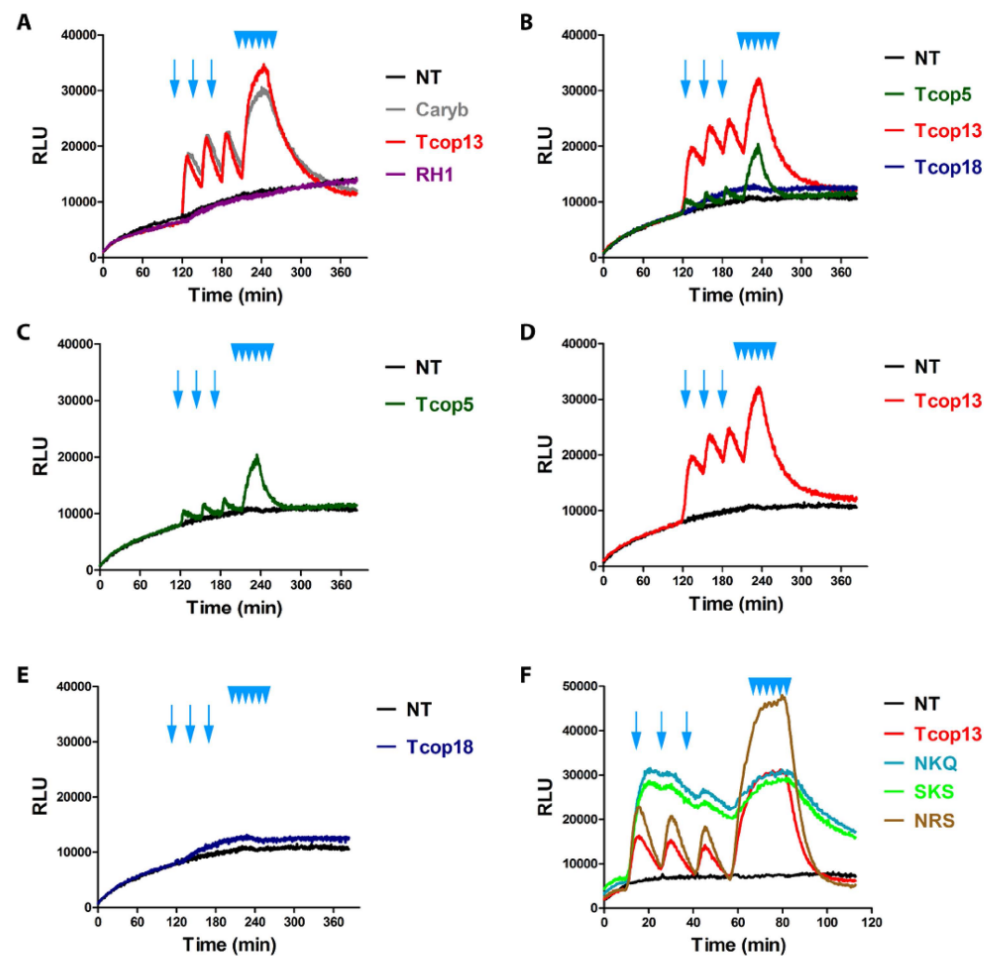 A
40000
30000
20000
10000
0
RLU
0 60 120 180 240 300 360
Time (min)
NT
Caryb
Tcop13
RH1
B
40000
30000
20000
10000
0
RLU
0 60 120 180 240 300 360
Time (min)
NT
Tcop5
Tcop13
Tcop18
C
40000
30000
20000
10000
0
RLU
0 60 120 180 240 300 360
Time (min)
NT
Tcop5
D
40000
30000
20000
10000
0
RLU
0 60 120 180 240 300 360
Time (min)
NT
Tcop13
E
40000
30000
20000
10000
0
RLU
0 60 120 180 240 300 360
Time (min)
NT
Tcop18
F
50000
40000
30000
20000
10000
0
RLU
0 20 40 60 80 100 120
Time (min)
NT
Tcop13
NKQ
SKS
NRS